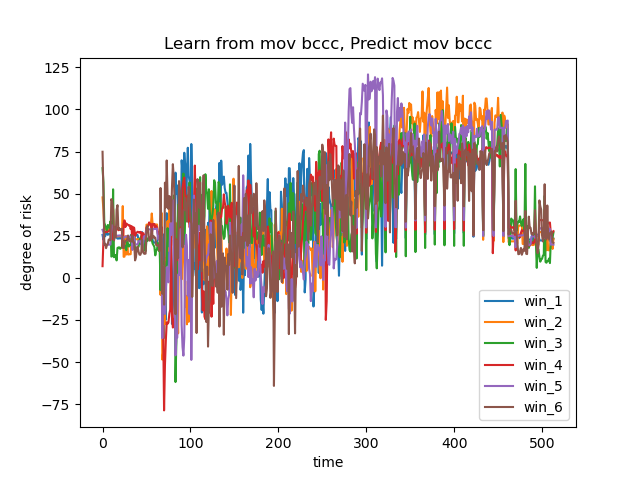 Learn from mov bccc, Predict mov bccc
125
100
75
50
25
0
−25
−50
−75
degree of risk
0
100
200
300
400
500
time
win_1
win_2
win_3
win_4
win_5
win_6